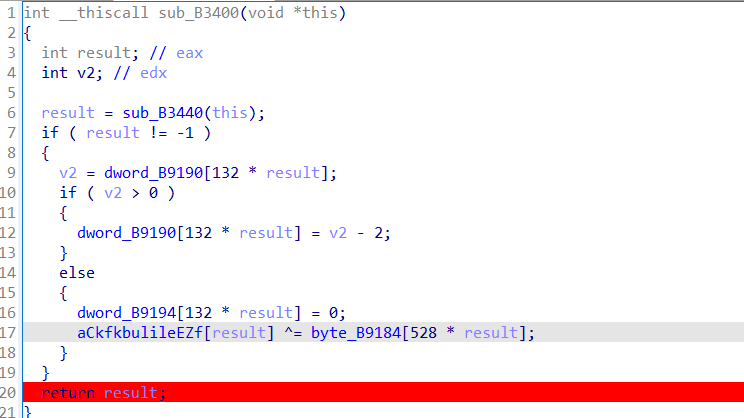 1 int __thiscall sub_B3400(void *this)
2 {
3 int result; // eax
4 int v2; // edx
5
6 result = sub_B3440(this);
7 if ( result != -1 )
8 {
9 v2 = dword_B9190[132 * result];
10 if ( v2 > 0 )
11 {
12 dword_B9190[132 * result] = v2 - 2;
13 }
14 else
15 {
16 dword_B9194[132 * result] = 0;
17 aCkfkbulileEZf[result] ^= byte_B9184[528 * result];
18 }
19 }
20 return result;
21 }